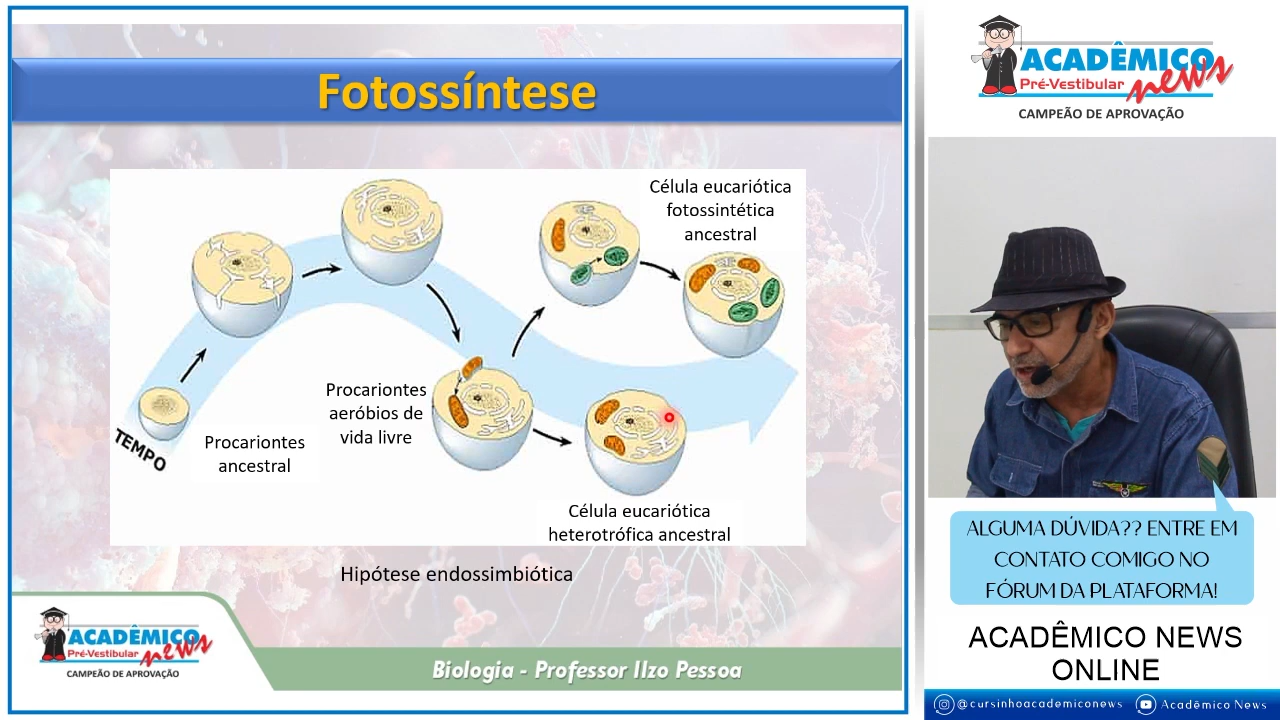 Fotossíntese
Célula eucariótica
fotossintética
ancestral
Procariontes
aeróbios de
vida livre
TEMPO
Procariontes
ancestral
Célula eucariótica
heterotrófica ancestral
Hipótese endossimbiótica
ACADÊMICO
Pré-Vestibular news
CAMPEÃO DE APROVAÇÃO
Biologia - Professor Ilzo Pessoa
ACADÊMICO
Pré-Vestibular news
CAMPEÃO DE APROVAÇÃO
ALGUMA DÚVIDA?? ENTRE EM
CONTATO COMIGO NO
FÓRUM DA PLATAFORMA!
ACADÊMICO NEWS
ONLINE
@cursinhoacademiconews Acadêmico News